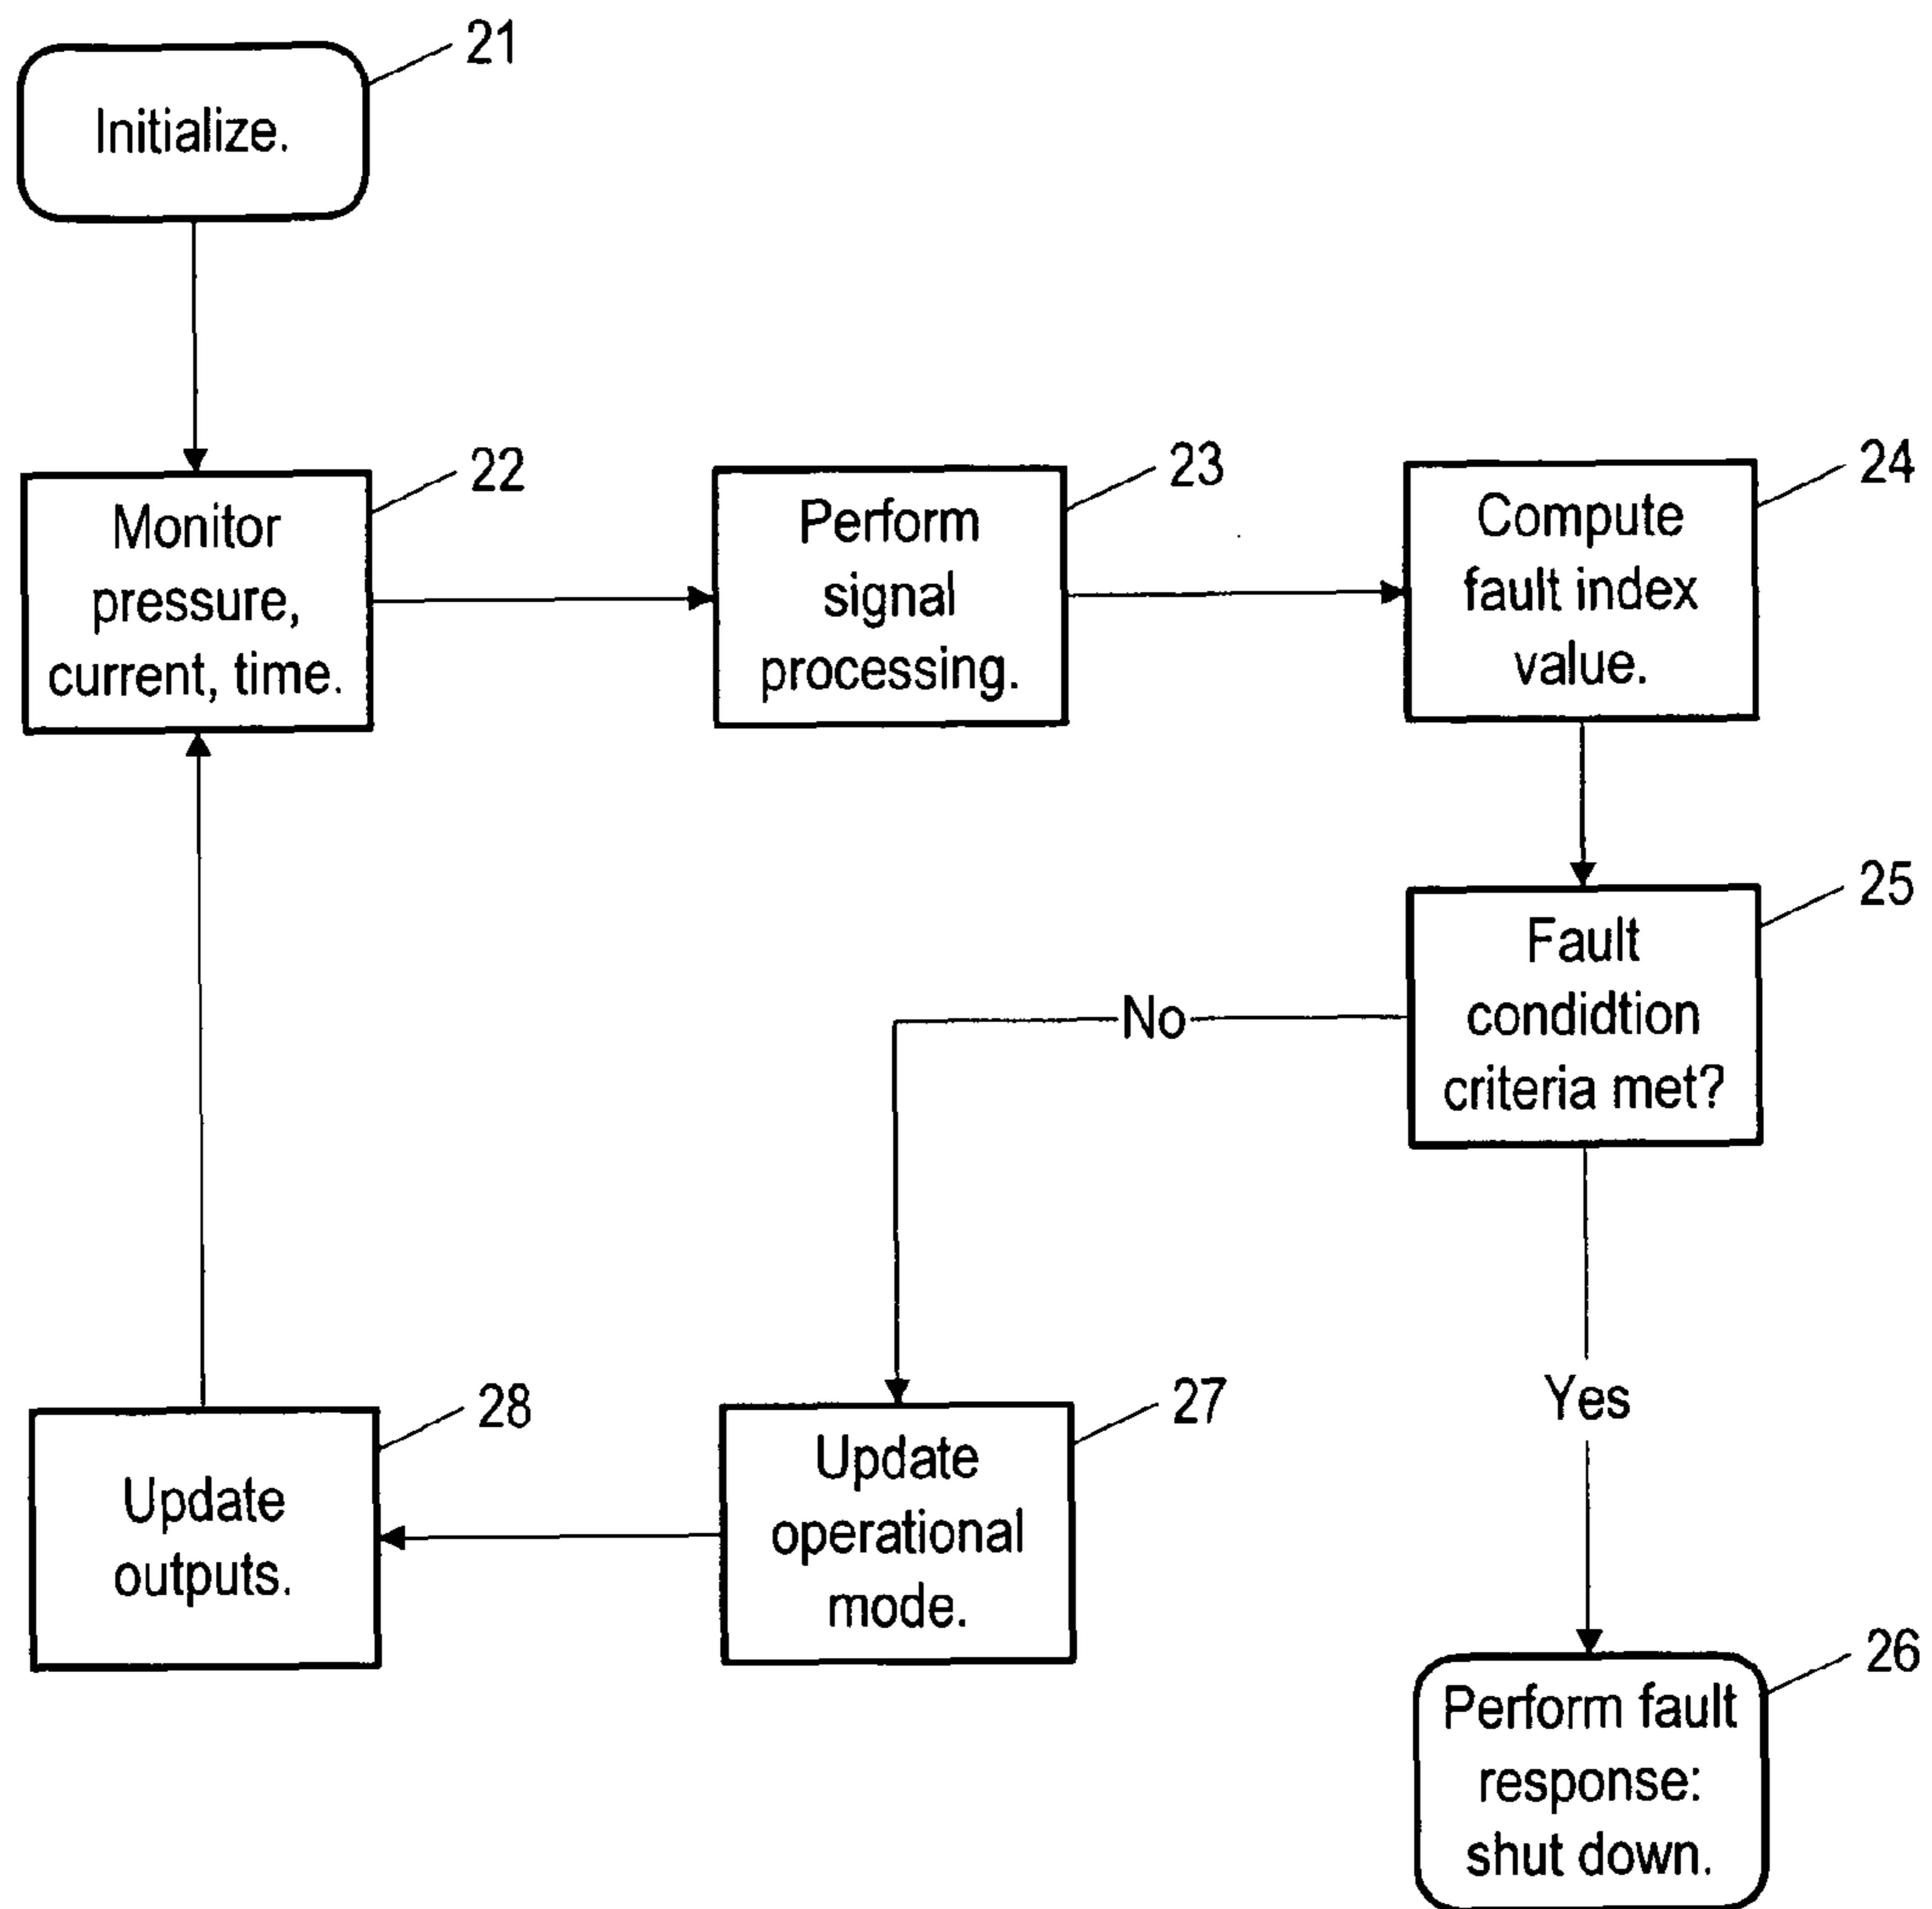 21
Initialize.
22
Monitor
pressure,
current, time.
23
Perform
signal
processing.
24
Compute
fault index
value.
25
Fault
condidtion
criteria met?
No
Yes
28
Update
outputs.
27
Update
operational
mode.
26
Perform fault
response:
shut down.